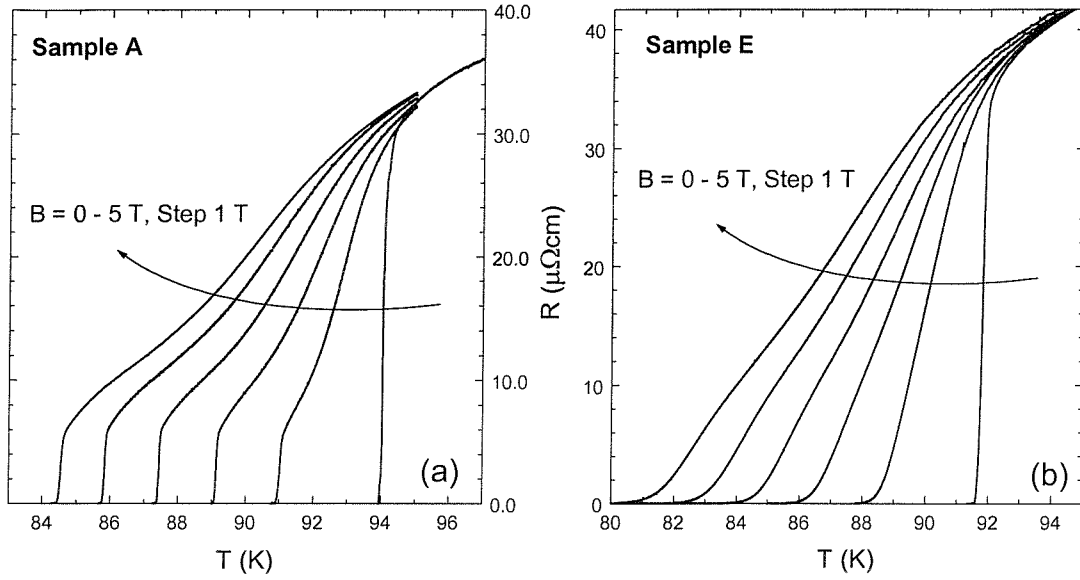 Sample A
B = 0 - 5 T, Step 1 T
(a)
40.0
30.0
20.0
10.0
0.0
84 86 88 90 92 94 96
T (K)
R (μΩcm)
Sample E
B = 0 - 5 T, Step 1 T
(b)
40
30
20
10
0
80 82 84 86 88 90 92 94
T (K)